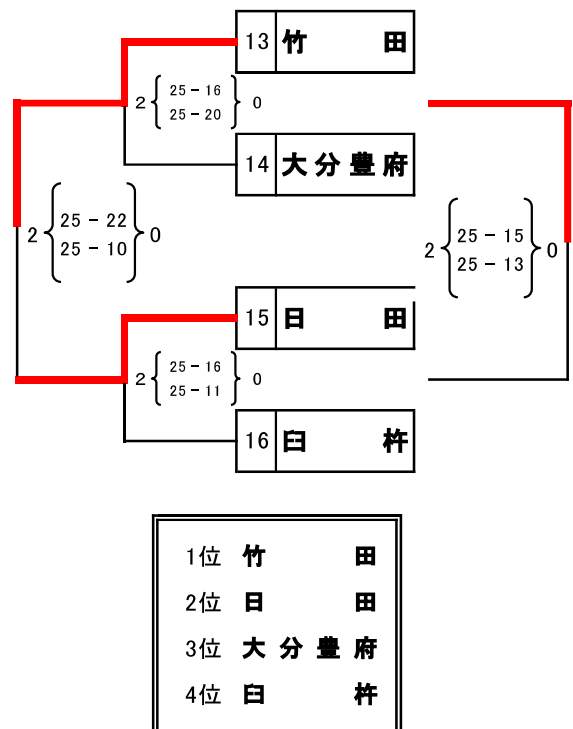 13 竹田
2 { 25 - 16 } 0
25 - 20
14 大分豊府
2 { 25 - 22 } 0
25 - 10
2 { 25 - 15 } 0
25 - 13
15 日田
2 { 25 - 16 } 0
25 - 11
16 臼杵
1位 竹田
2位 日田
3位 大分豊府
4位 臼杵